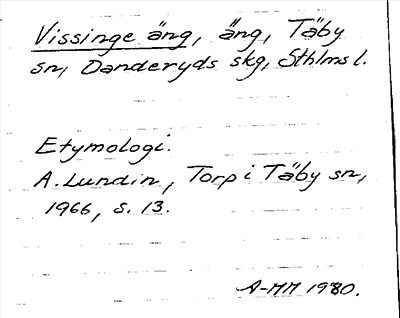 Vissinge äng, äng, Täby
sn, Danderyds skg, Sthlms l.
Etymologi.
A. Lundin, Torp i Täby sn,
1966, s. 13.
A-MM 1980.